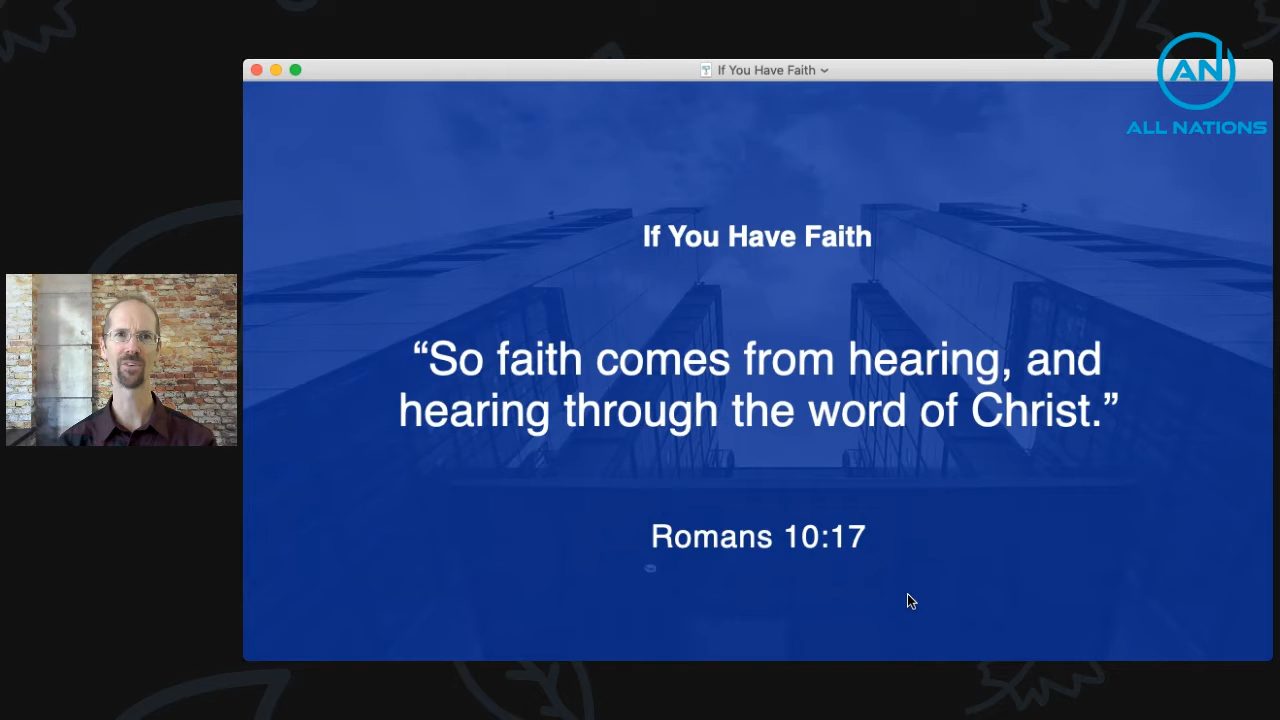 If You Have Faith
AN
ALL NATIONS
If You Have Faith
“So faith comes from hearing, and
hearing through the word of Christ.”
Romans 10:17